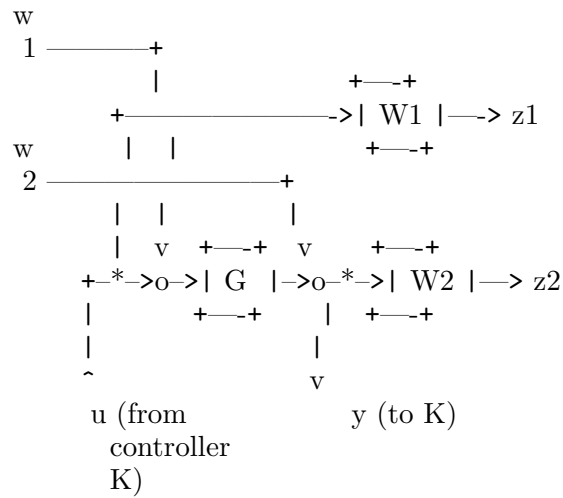 w
1 ——————–+
| +—-+
+————————————->| W1 |—-> z1
w
| | +—-+
2 —————————————————+
| | |
| v +—-+ v +—-+
+–*–>o–>| G |–>o–*–>| W2 |—> z2
| +—-+ | +—-+
| |
^ v
u (from y (to K)
controller
K)